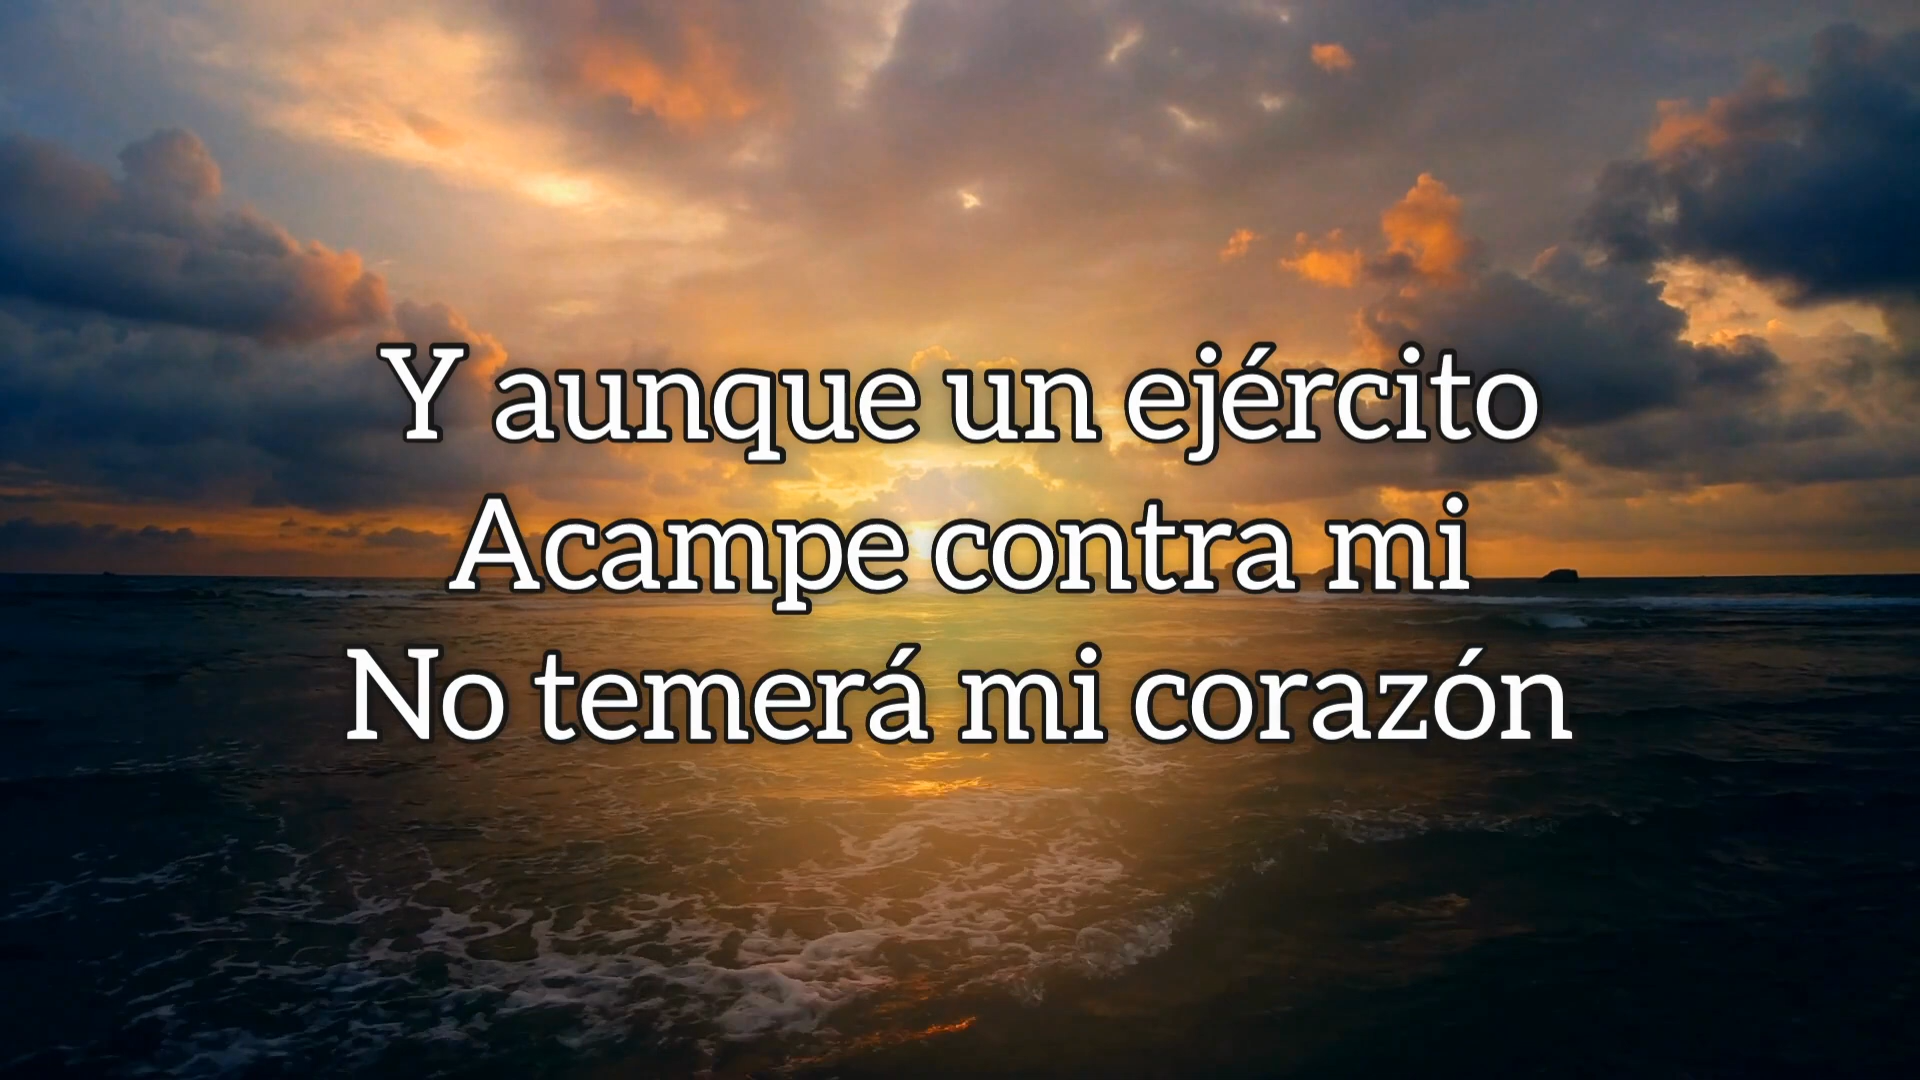 Y aunque un ejército
Acampe contra mi
No temerá mi corazón